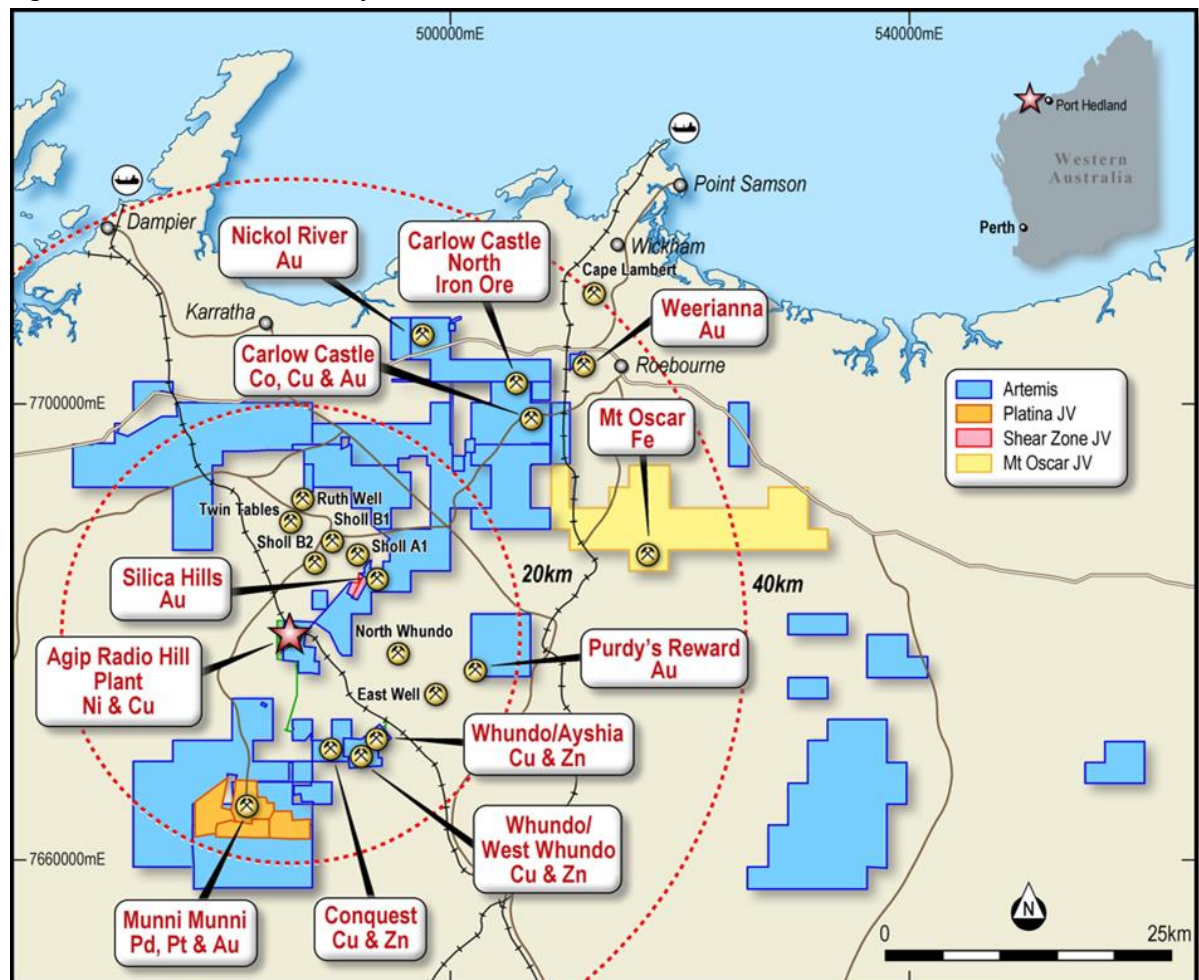 500000mE
540000mE
Port Hedland
Western
Australia
Perth
Point Samson
Dampier
Nickol River
Au
Carlow Castle
North
Iron Ore
Wickham
Cape Lambert
Karratha
Weerianna
Au
Carlow Castle
Co, Cu & Au
Roebourne
7700000mE
Mt Oscar
Fe
Artemis
Platina JV
Shear Zone JV
Mt Oscar JV
Ruth Well
Twin Tables
Sholl B1
Sholl B2
Sholl A1
Silica Hills
Au
20km
40km
North Whundo
Agip Radio Hill
Plant
Ni & Cu
Purdy's Reward
Au
East Well
Whundo/Ayshia
Cu & Zn
Whundo/
West Whundo
Cu & Zn
7660000mE
Munni Munni
Pd, Pt & Au
Conquest
Cu & Zn
N
0
25km